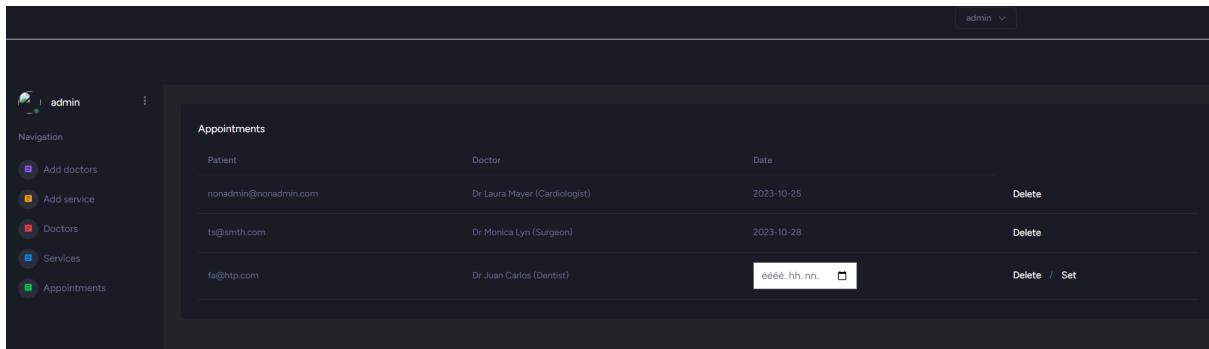 admin
admin
Navigation
Add doctors
Add service
Doctors
Services
Appointments
Appointments
Patient Doctor Date
nonadmin@nonadmin.com Dr Laura Mayer (Cardiologist) 2023-10-25 Delete
ts@smth.com Dr Monica Lyn (Surgeon) 2023-10-28 Delete
fa@htp.com Dr Juan Carlos (Dentist) éééé. hh. nn. Delete / Set